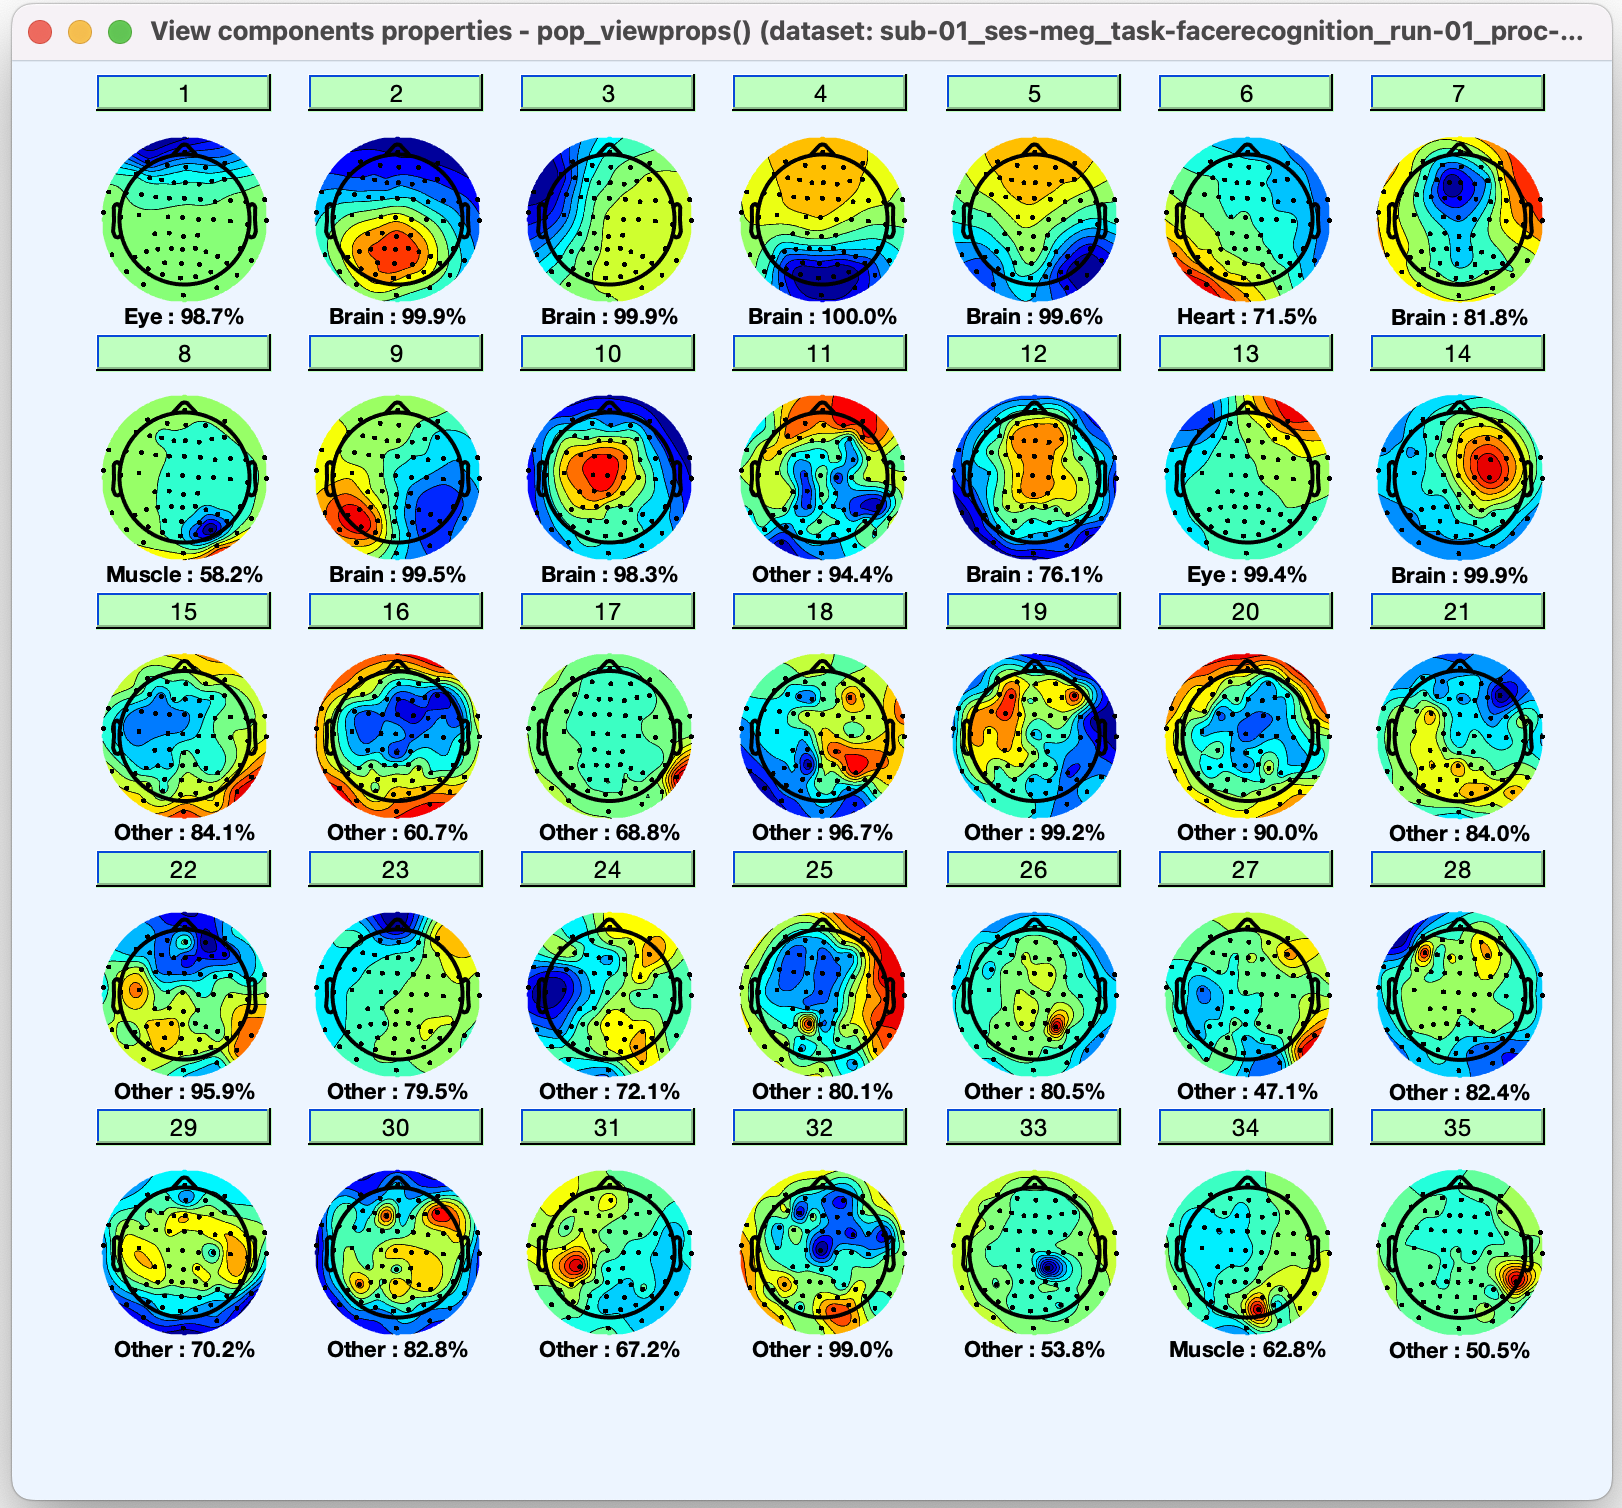 View components properties - pop_viewprops() (dataset: sub-01_ses-meg_task-facerecognition_run-01_proc-...
1 2 3 4 5 6 7
Eye : 98.7% Brain : 99.9% Brain : 99.9% Brain : 100.0% Brain : 99.6% Heart : 71.5% Brain : 81.8%
8 9 10 11 12 13 14
Muscle : 58.2% Brain : 99.5% Brain : 98.3% Other : 94.4% Brain : 76.1% Eye : 99.4% Brain : 99.9%
15 16 17 18 19 20 21
Other : 84.1% Other : 60.7% Other : 68.8% Other : 96.7% Other : 99.2% Other : 90.0% Other : 84.0%
22 23 24 25 26 27 28
Other : 95.9% Other : 79.5% Other : 72.1% Other : 80.1% Other : 80.5% Other : 47.1% Other : 82.4%
29 30 31 32 33 34 35
Other : 70.2% Other : 82.8% Other : 67.2% Other : 99.0% Other : 53.8% Muscle : 62.8% Other : 50.5%